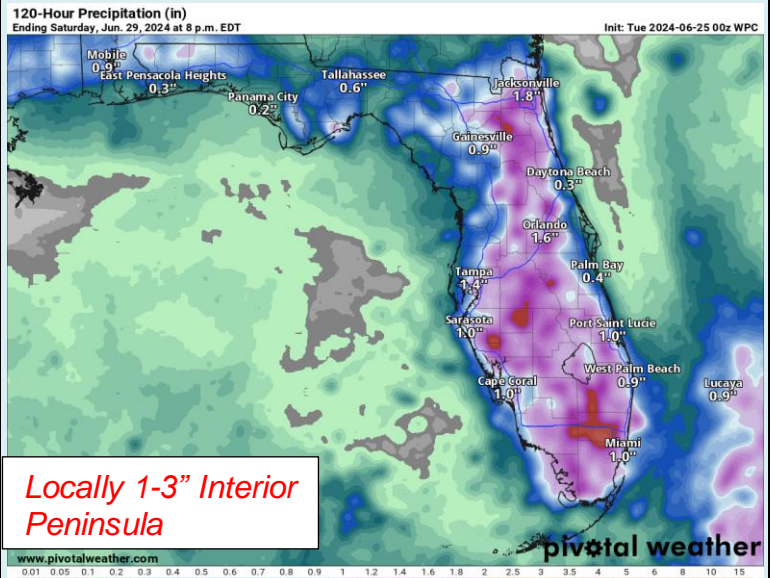 120-Hour Precipitation (in)
Ending Saturday, Jun. 29, 2024 at 8 p.m. EDT
Init: Tue 2024-06-25 00z WPC
Mobile
0.9"
East Pensacola Heights
0.3"
Panama City
0.2"
Tallahassee
0.6"
Jacksonville
1.8"
Gainesville
0.9"
Daytona Beach
0.3"
Orlando
1.6"
Tampa
1.4"
Palm Bay
0.4"
Sarasota
1.0"
Port Saint Lucie
1.0"
Cape Coral
1.0"
West Palm Beach
0.9"
Lucaya
0.9"
Miami
1.0"
Locally 1-3” Interior
Peninsula
pivotal weather
www.pivotalweather.com
0.01 0.05 0.1 0.2 0.3 0.4 0.5 0.6 0.7 0.8 0.9 1 1.2 1.4 1.6 1.8 2 2.5 3 3.5 4 5 6 8 10 15